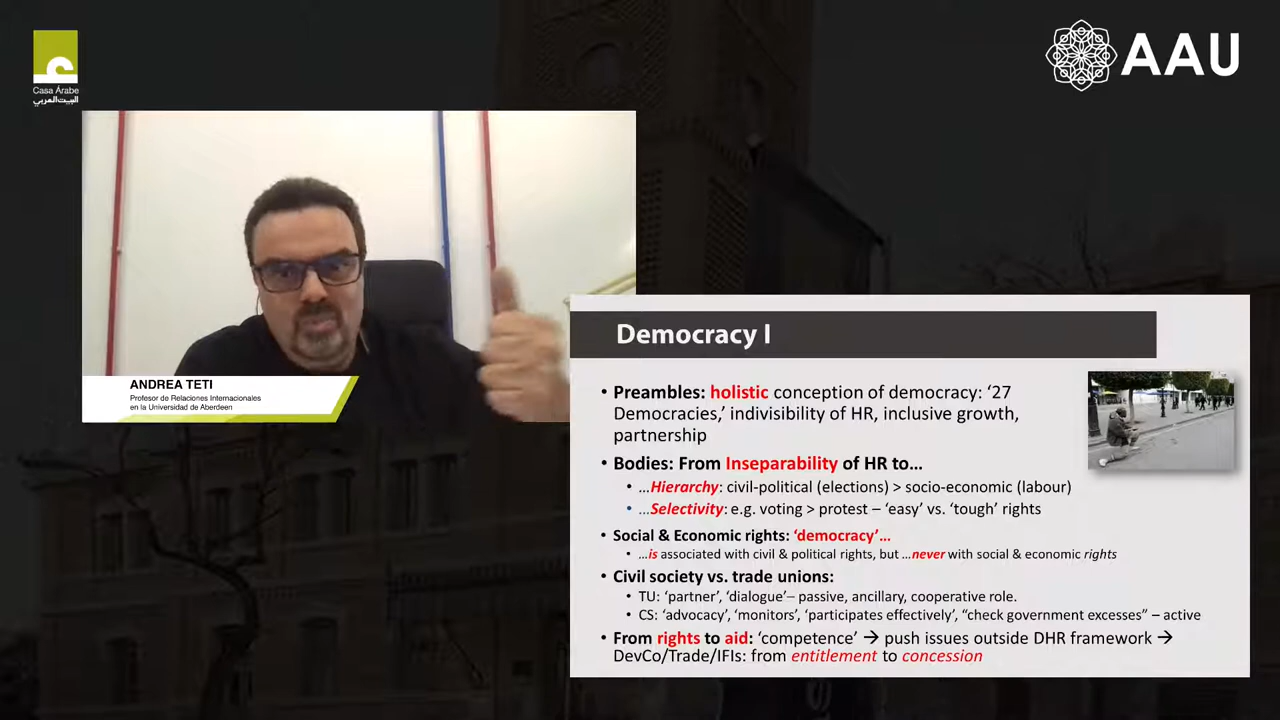 Casa Árabe
البيت العربي
AAU
ANDREA TETI
Profesor de Relaciones Internacionales
en la Universidad de Aberdeen
Democracy I
• Preambles: holistic conception of democracy: ‘27
Democracies,’ indivisibility of HR, inclusive growth,
partnership
• Bodies: From Inseparability of HR to…
• …Hierarchy: civil-political (elections) > socio-economic (labour)
• …Selectivity: e.g. voting > protest – ‘easy’ vs. ‘tough’ rights
• Social & Economic rights: ‘democracy’…
• …is associated with civil & political rights, but …never with social & economic rights
• Civil society vs. trade unions:
• TU: ‘partner’, ‘dialogue’– passive, ancillary, cooperative role.
• CS: ‘advocacy’, ‘monitors’, ‘participates effectively’, “check government excesses” – active
• From rights to aid: ‘competence’ → push issues outside DHR framework →
DevCo/Trade/IFIs: from entitlement to concession